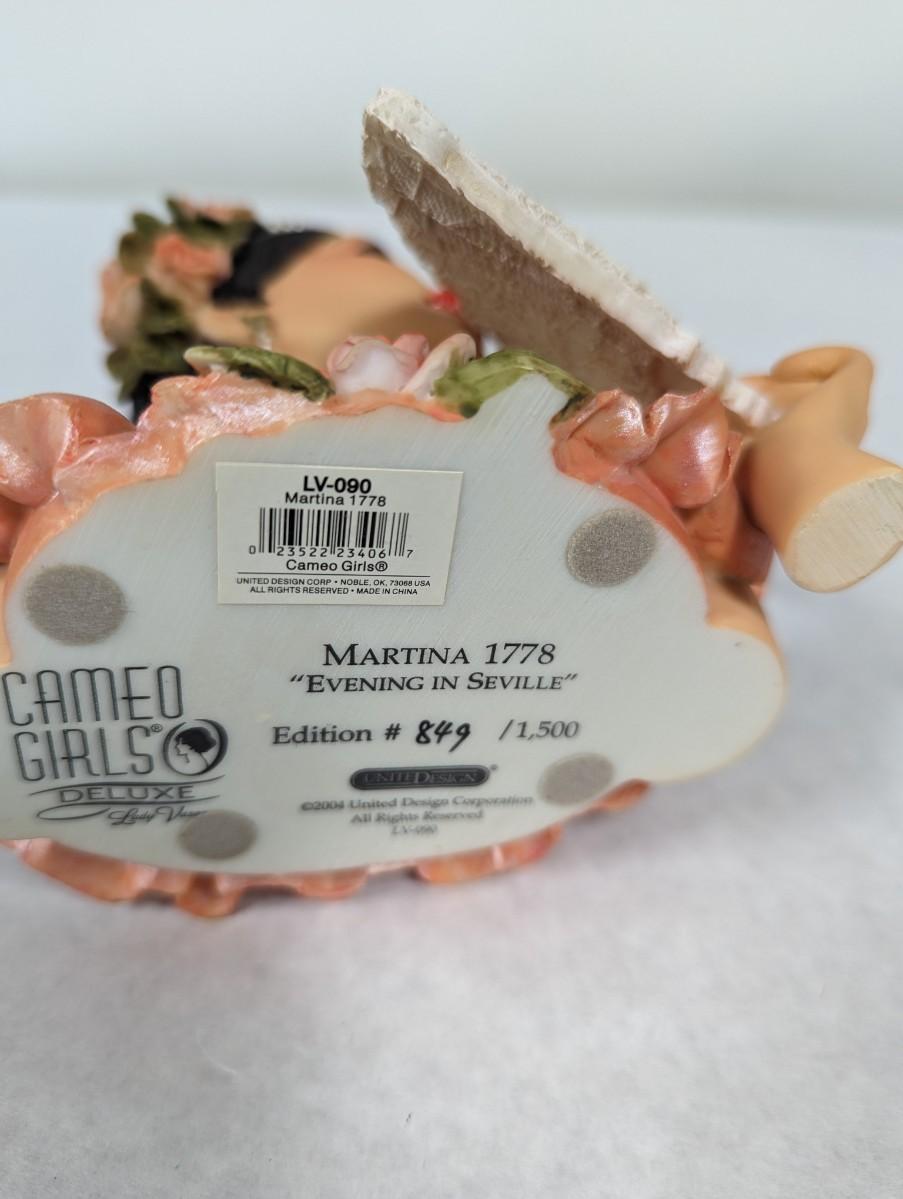 LV-090
Martina 1778
0 23522 23406 7
Cameo Girls®
UNITED DESIGN CORP • NOBLE, OK, 73068 USA
ALL RIGHTS RESERVED • MADE IN CHINA
MARTINA 1778
“EVENING IN SEVILLE”
Edition # 849 /1,500
UNITEDESIGN®
©2004 United Design Corporation
All Rights Reserved
LV-090
CAMEO
GIRLS®
DELUXE
Lady